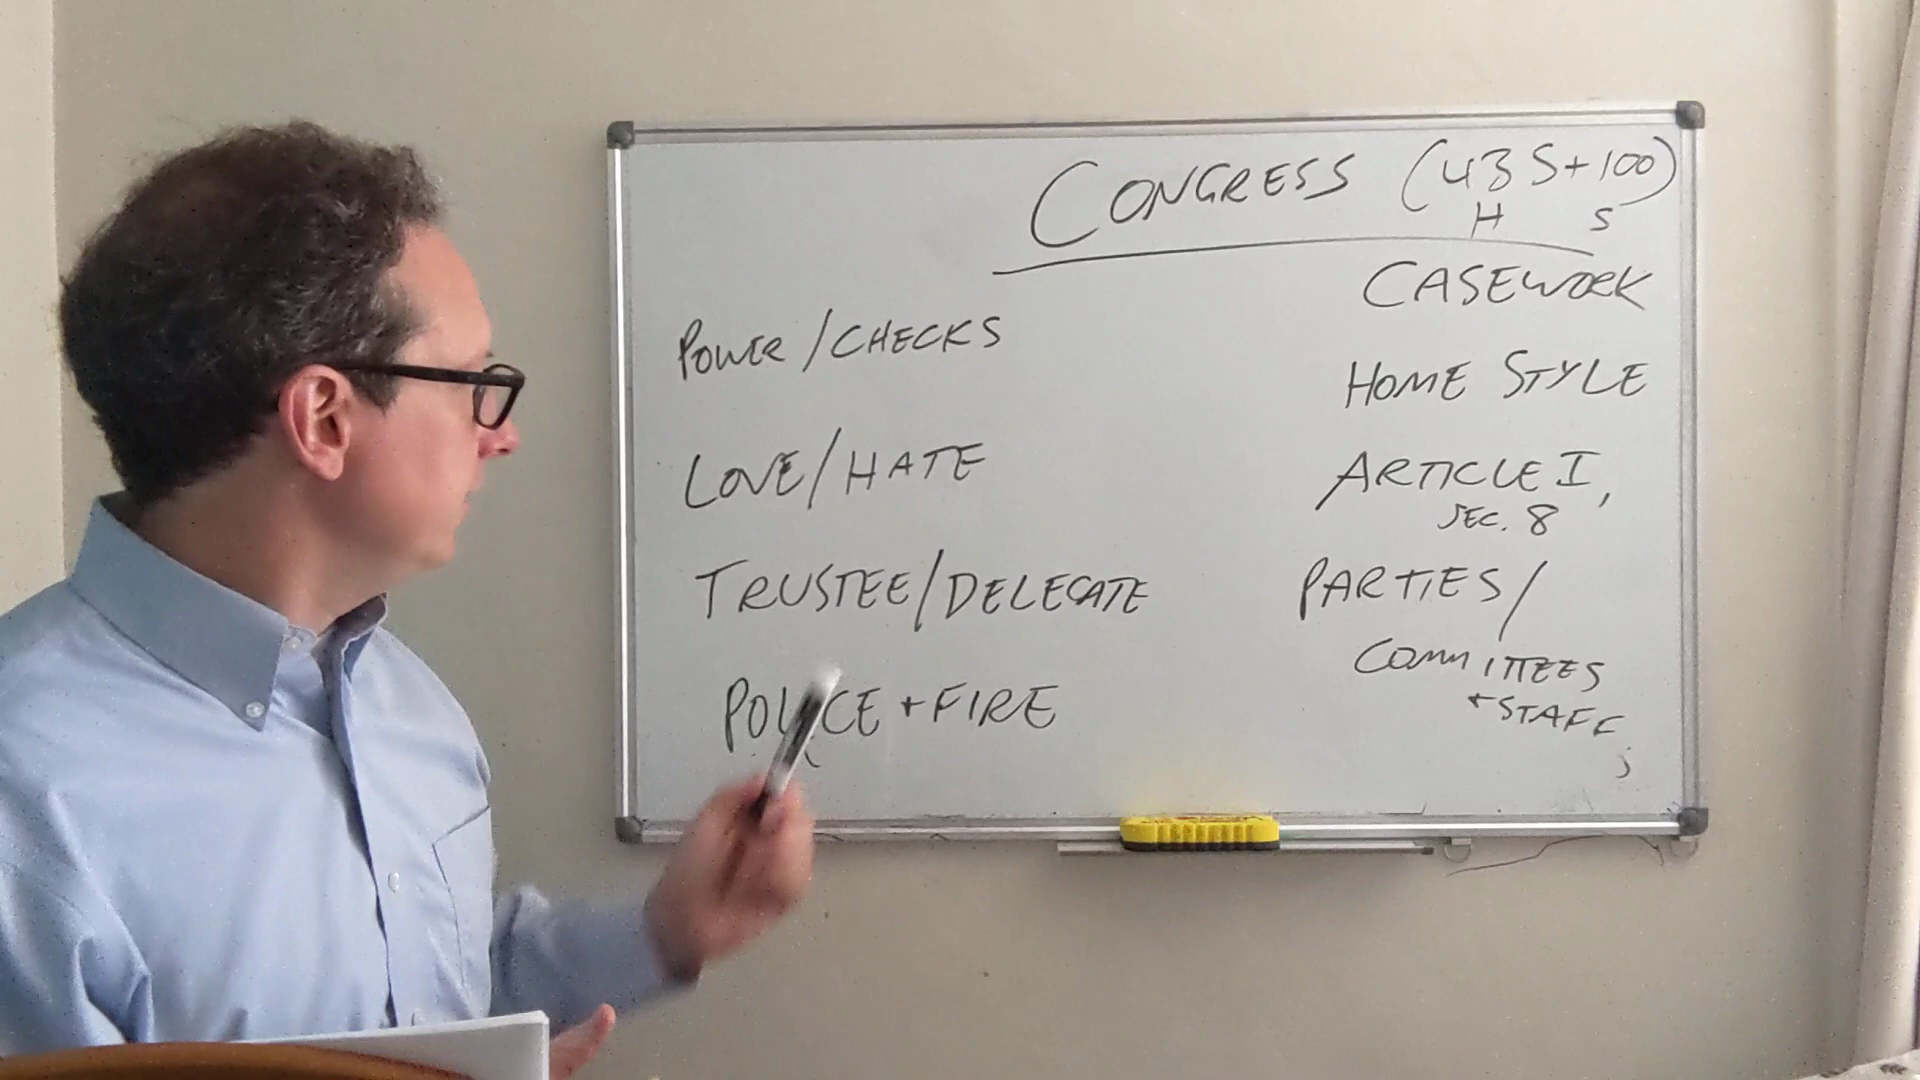 CONGRESS (435+100)
H S
POWER/CHECKS
LOVE/HATE
TRUSTEE/DELEGATE
POLICE + FIRE
CASEWORK
HOME STYLE
ARTICLE I,
SEC. 8
PARTIES/
COMMITTEES
+ STAFF